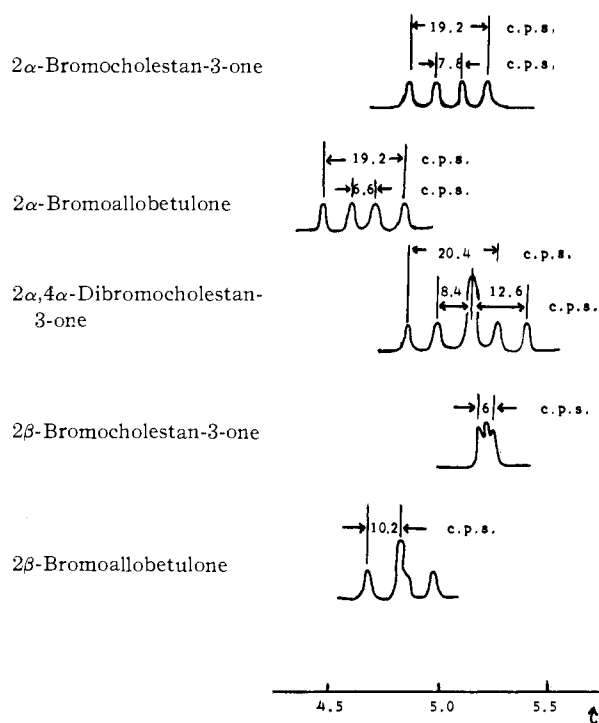 19.2 c.p.s.
2α-Bromocholestan-3-one
7.8 c.p.s.
19.2 c.p.s.
2α-Bromoallobetulone
6.6 c.p.s.
20.4 c.p.s.
2α,4α-Dibromocholestan-
3-one
8.4 12.6 c.p.s.
2β-Bromocholestan-3-one
6 c.p.s.
10.2 c.p.s.
2β-Bromoallobetulone
4.5 5.0 5.5 τ